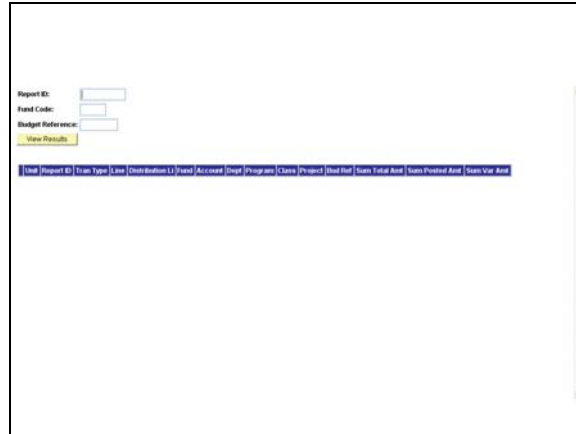 Report ID:
Fund Code:
Budget Reference:
View Results
Unit Report ID Tran Type Line Distribution Li Fund Account Dept Program Class Project Bud Ref Sum Total Amt Sum Posted Amt Sum Var Amt